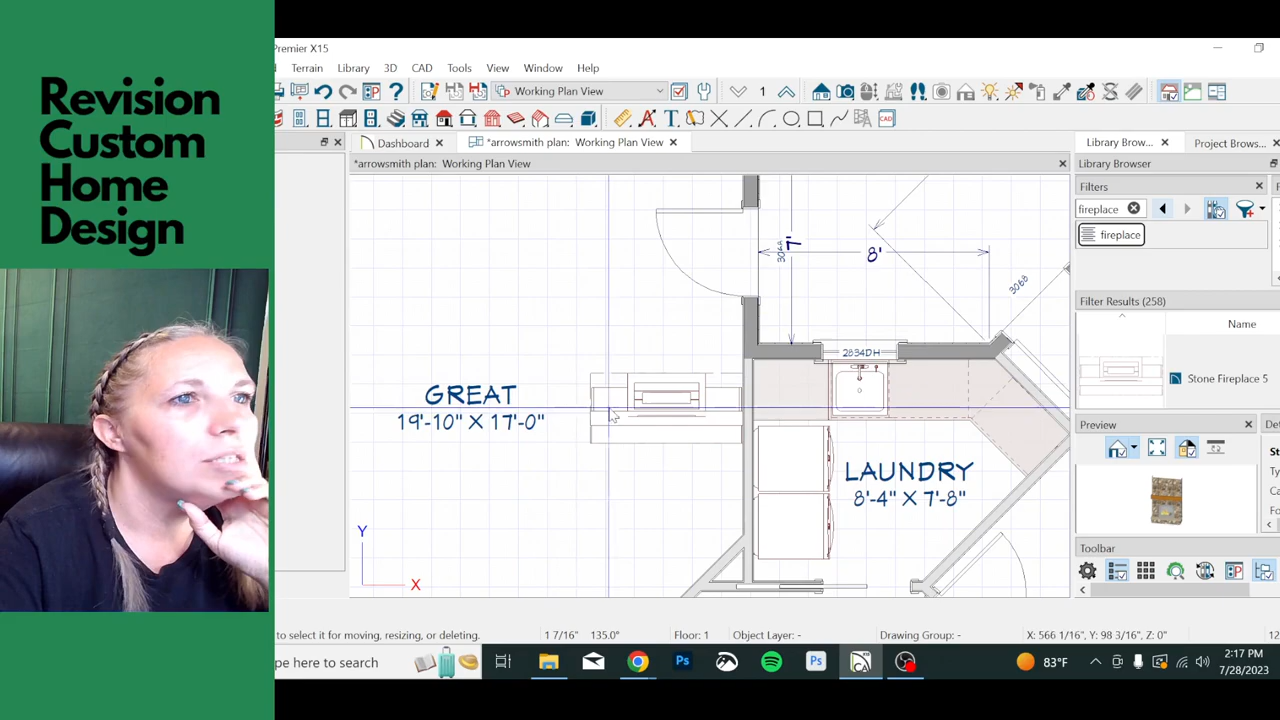 Revision
Custom
Home
Design
Premier X15
Terrain Library 3D CAD Tools View Window Help
Working Plan View
1
CAD
Dashboard
*arrowsmith plan: Working Plan View
*arrowsmith plan: Working Plan View
Library Brow...
Project Brows...
Library Browser
Filters
fireplace
fireplace
Filter Results (258)
Name
Stone Fireplace 5
Preview
Toolbar
7'
3068
8'
3068
2834DH
GREAT
19'-10" X 17'-0"
LAUNDRY
8'-4" X 7'-8"
Y
X
to select it for moving, resizing, or deleting.
1 7/16" 135.0°
Floor: 1
Object Layer: -
Drawing Group: -
X: 566 1/16", Y: 98 3/16", Z: 0"
pe here to search
83°F
2:17 PM
7/28/2023